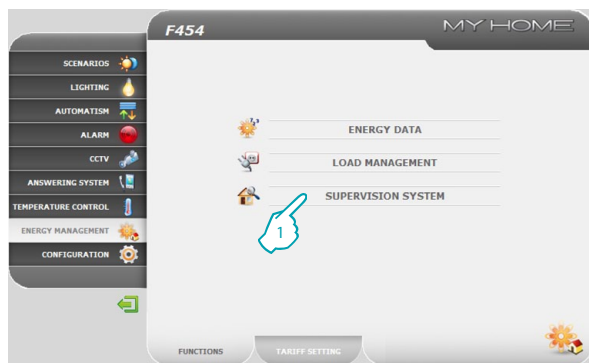 F454
MY HOME
SCENARIOS
LIGHTING
AUTOMATISM
ALARM
CCTV
ANSWERING SYSTEM
TEMPERATURE CONTROL
ENERGY MANAGEMENT
CONFIGURATION
ENERGY DATA
LOAD MANAGEMENT
SUPERVISION SYSTEM
1
FUNCTIONS
TARIFF SETTING